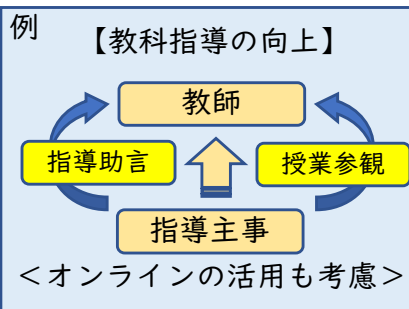 例
【教科指導の向上】
教師
指導助言
授業参観
指導主事
<オンラインの活用も考慮>